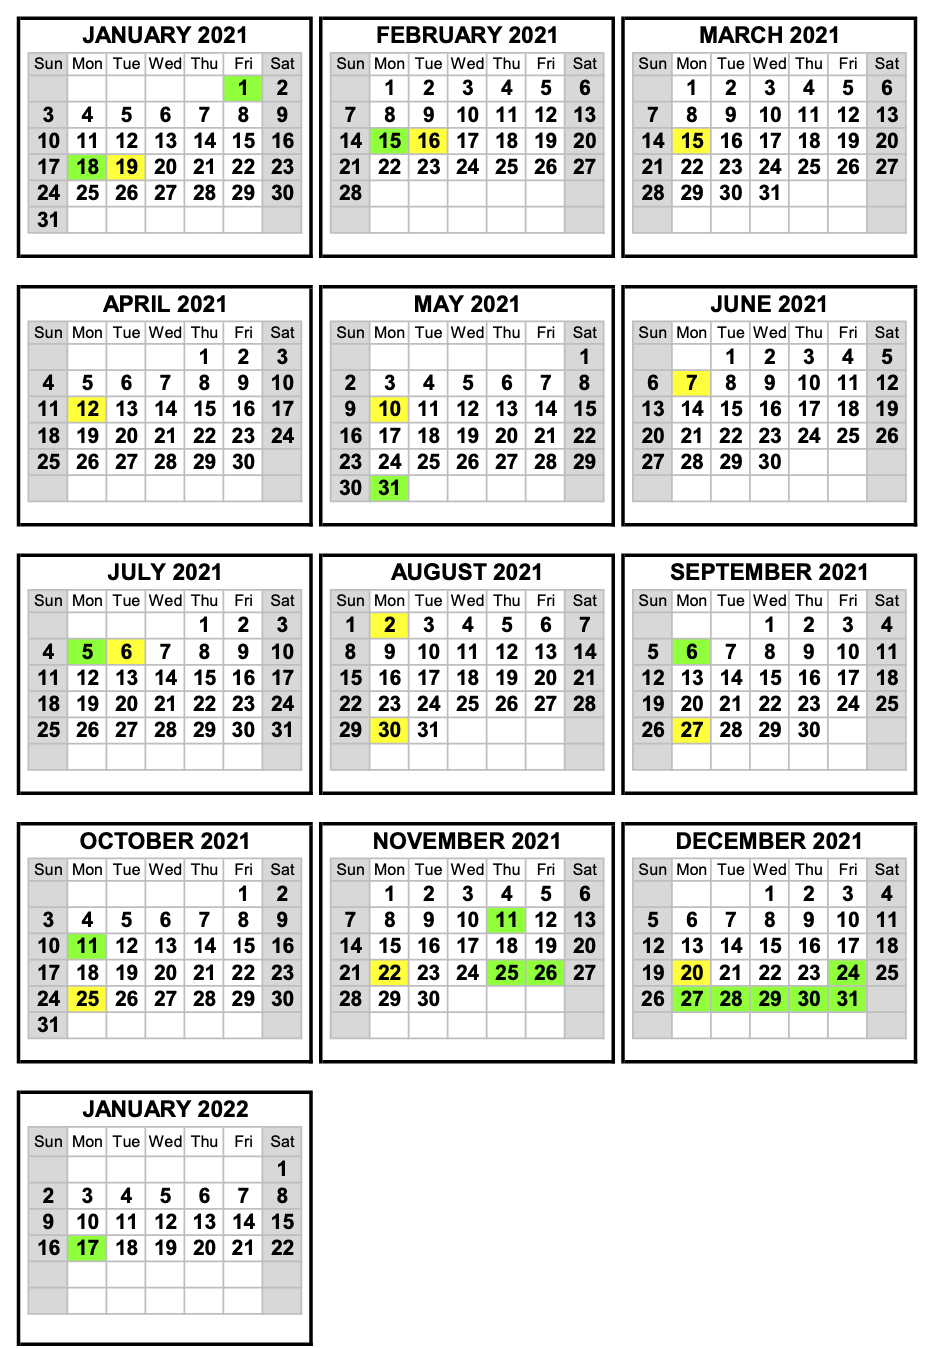 JANUARY 2021
Sun Mon Tue Wed Thu Fri Sat
1 2
3 4 5 6 7 8 9
10 11 12 13 14 15 16
17 18 19 20 21 22 23
24 25 26 27 28 29 30
31
FEBRUARY 2021
Sun Mon Tue Wed Thu Fri Sat
1 2 3 4 5 6
7 8 9 10 11 12 13
14 15 16 17 18 19 20
21 22 23 24 25 26 27
28
MARCH 2021
Sun Mon Tue Wed Thu Fri Sat
1 2 3 4 5 6
7 8 9 10 11 12 13
14 15 16 17 18 19 20
21 22 23 24 25 26 27
28 29 30 31
APRIL 2021
Sun Mon Tue Wed Thu Fri Sat
1 2 3
4 5 6 7 8 9 10
11 12 13 14 15 16 17
18 19 20 21 22 23 24
25 26 27 28 29 30
MAY 2021
Sun Mon Tue Wed Thu Fri Sat
1
2 3 4 5 6 7 8
9 10 11 12 13 14 15
16 17 18 19 20 21 22
23 24 25 26 27 28 29
30 31
JUNE 2021
Sun Mon Tue Wed Thu Fri Sat
1 2 3 4 5
6 7 8 9 10 11 12
13 14 15 16 17 18 19
20 21 22 23 24 25 26
27 28 29 30
JULY 2021
Sun Mon Tue Wed Thu Fri Sat
1 2 3
4 5 6 7 8 9 10
11 12 13 14 15 16 17
18 19 20 21 22 23 24
25 26 27 28 29 30 31
AUGUST 2021
Sun Mon Tue Wed Thu Fri Sat
1 2 3 4 5 6 7
8 9 10 11 12 13 14
15 16 17 18 19 20 21
22 23 24 25 26 27 28
29 30 31
SEPTEMBER 2021
Sun Mon Tue Wed Thu Fri Sat
1 2 3 4
5 6 7 8 9 10 11
12 13 14 15 16 17 18
19 20 21 22 23 24 25
26 27 28 29 30
OCTOBER 2021
Sun Mon Tue Wed Thu Fri Sat
1 2
3 4 5 6 7 8 9
10 11 12 13 14 15 16
17 18 19 20 21 22 23
24 25 26 27 28 29 30
31
NOVEMBER 2021
Sun Mon Tue Wed Thu Fri Sat
1 2 3 4 5 6
7 8 9 10 11 12 13
14 15 16 17 18 19 20
21 22 23 24 25 26 27
28 29 30
DECEMBER 2021
Sun Mon Tue Wed Thu Fri Sat
1 2 3 4
5 6 7 8 9 10 11
12 13 14 15 16 17 18
19 20 21 22 23 24 25
26 27 28 29 30 31
JANUARY 2022
Sun Mon Tue Wed Thu Fri Sat
1
2 3 4 5 6 7 8
9 10 11 12 13 14 15
16 17 18 19 20 21 22